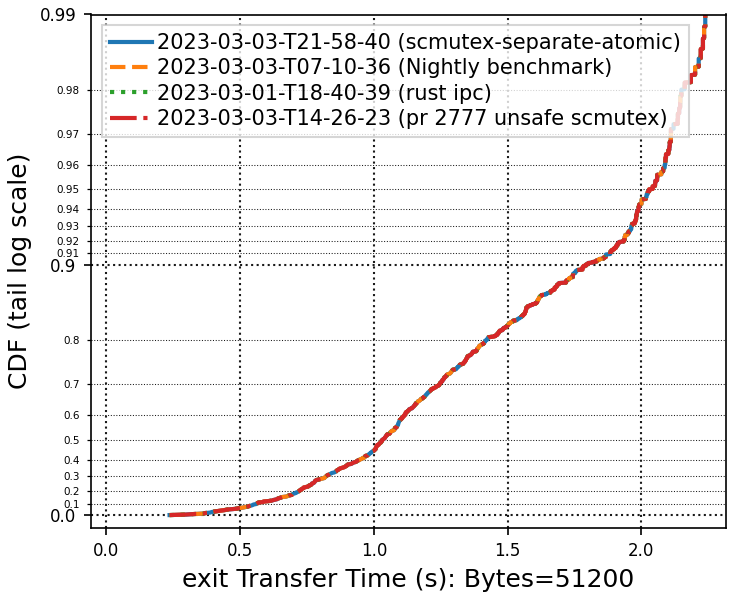 0.99
2023-03-03-T21-58-40 (scmutex-separate-atomic)
2023-03-03-T07-10-36 (Nightly benchmark)
2023-03-01-T18-40-39 (rust ipc)
2023-03-03-T14-26-23 (pr 2777 unsafe scmutex)
0.98
0.97
0.96
0.95
0.94
0.93
0.92
0.91
0.9
0.8
0.7
0.6
0.5
0.4
0.3
0.2
0.1
0.0
CDF (tail log scale)
0.0 0.5 1.0 1.5 2.0
exit Transfer Time (s): Bytes=51200